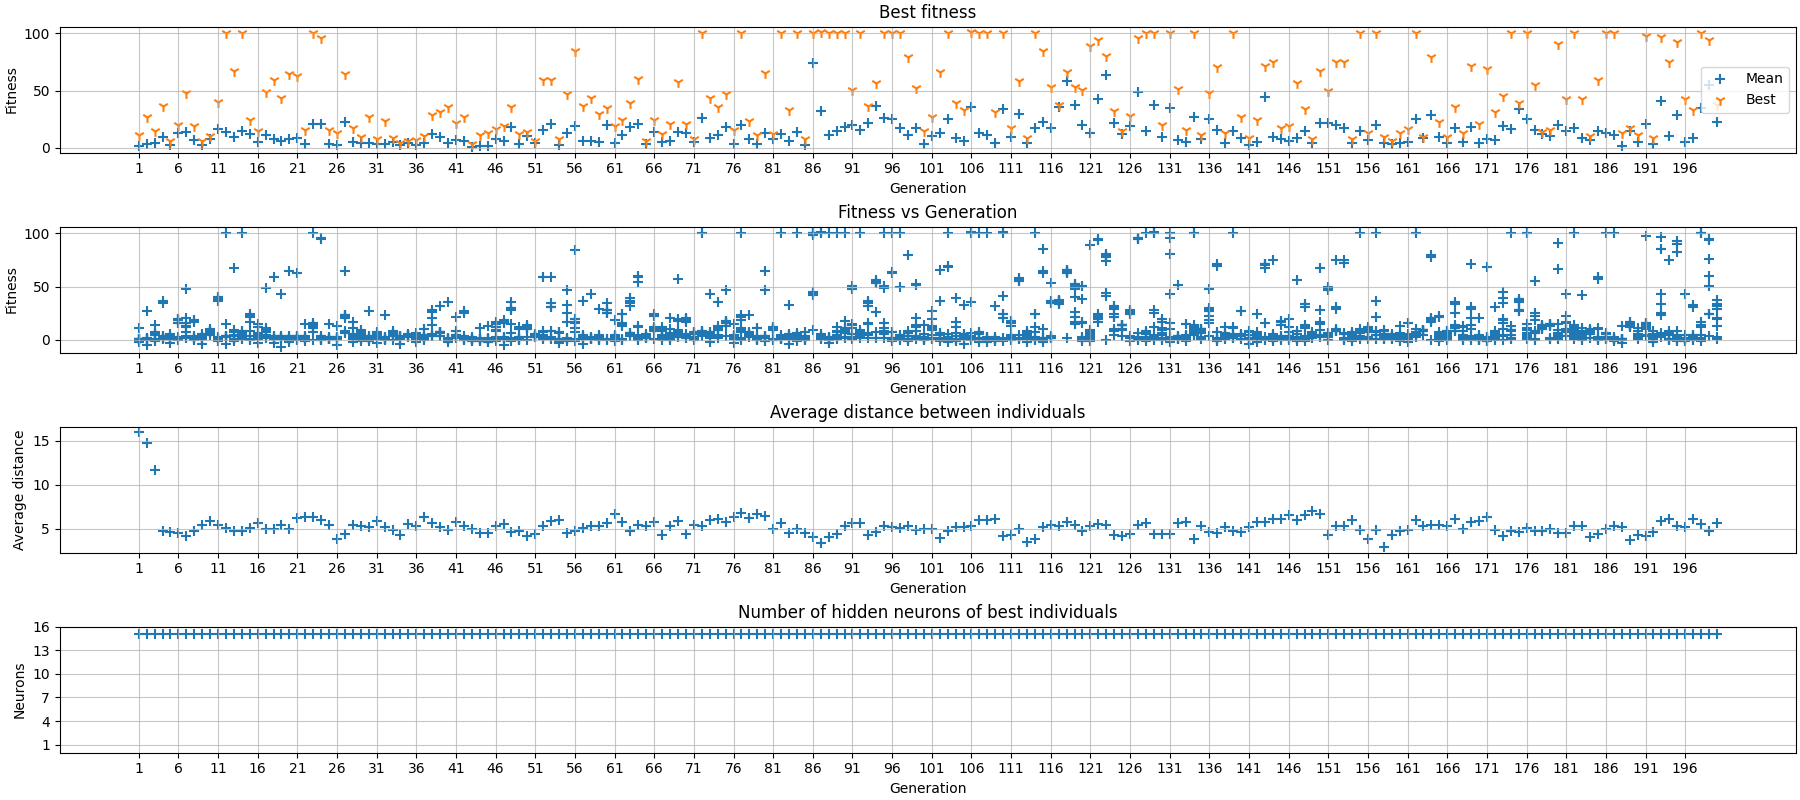 Best fitness
100
50
0
Fitness
Mean
Best
1 6 11 16 21 26 31 36 41 46 51 56 61 66 71 76 81 86 91 96 101 106 111 116 121 126 131 136 141 146 151 156 161 166 171 176 181 186 191 196
Generation
Fitness vs Generation
100
50
0
Fitness
1 6 11 16 21 26 31 36 41 46 51 56 61 66 71 76 81 86 91 96 101 106 111 116 121 126 131 136 141 146 151 156 161 166 171 176 181 186 191 196
Generation
Average distance between individuals
15
10
5
Average distance
1 6 11 16 21 26 31 36 41 46 51 56 61 66 71 76 81 86 91 96 101 106 111 116 121 126 131 136 141 146 151 156 161 166 171 176 181 186 191 196
Generation
Number of hidden neurons of best individuals
16
13
10
7
4
1
Neurons
1 6 11 16 21 26 31 36 41 46 51 56 61 66 71 76 81 86 91 96 101 106 111 116 121 126 131 136 141 146 151 156 161 166 171 176 181 186 191 196
Generation